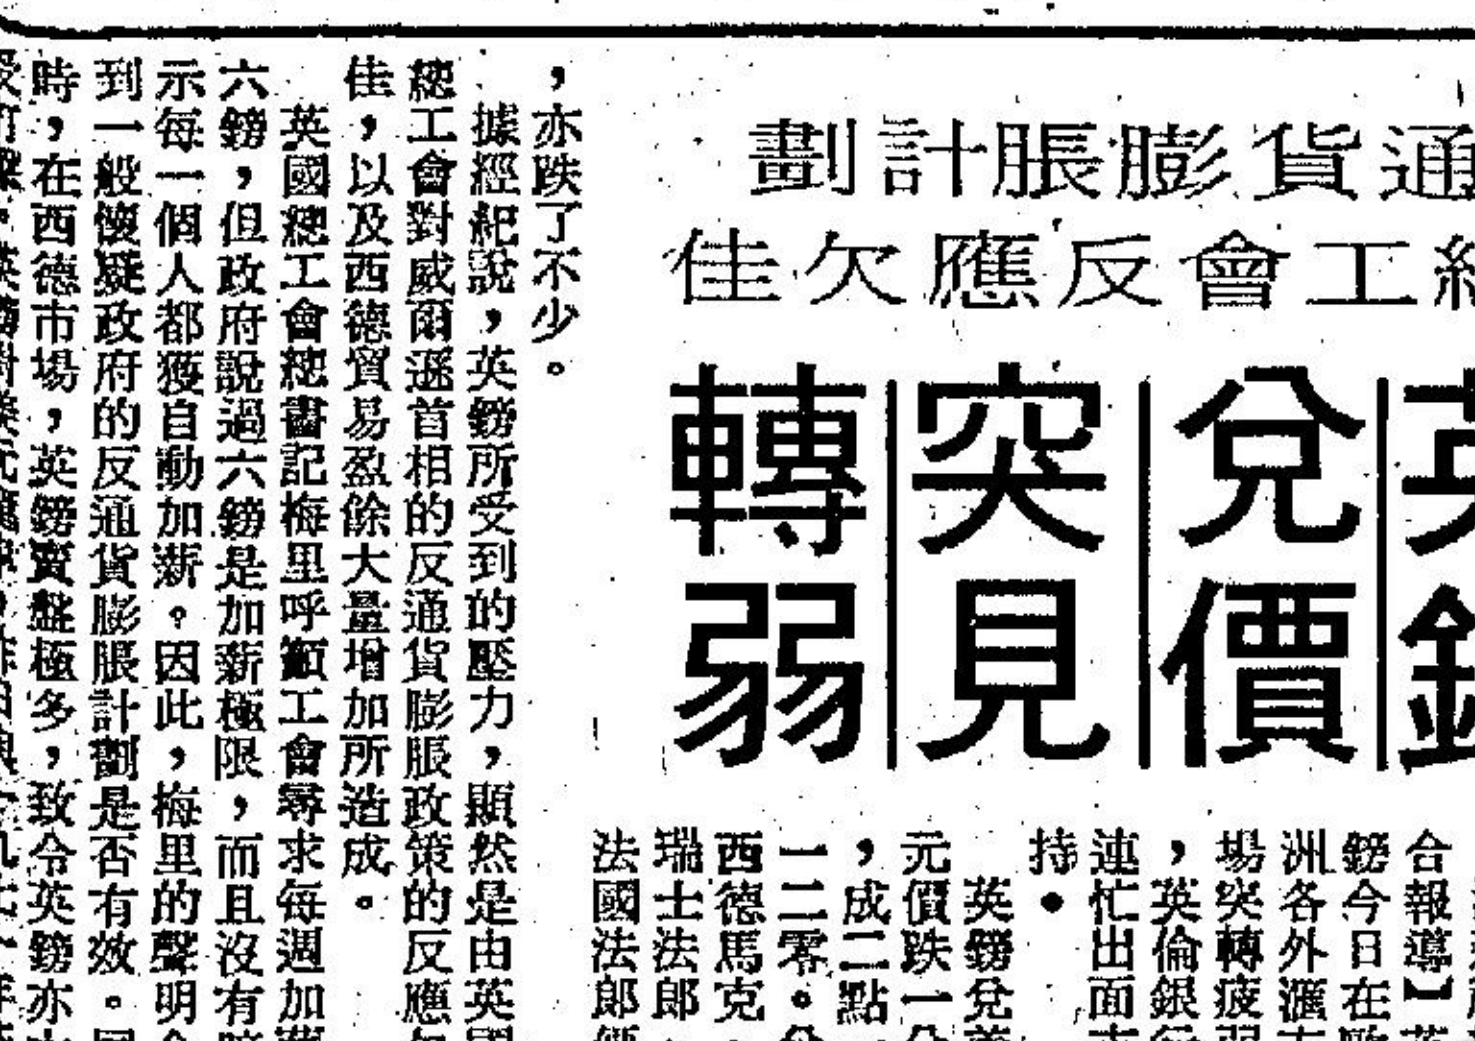 通貨膨脹計劃
工會反應欠佳
英鎊
兌價
突見
轉弱
合報導】英
鎊今日在歐
洲各外滙市
場突轉疲弱
，英倫銀行
連忙出面
持。
英鎊兌美
元價跌一分
，成二點
一二零。
西德馬克
瑞士法郎
法國法郎
，亦跌了不少。
據經紀說，英鎊所受到的壓力，顯然是由英國
總工會對威爾遜首相的反通貨膨脹政策的反應欠
佳，以及西德貿易盈餘大量增加所造成。
英國總工會總書記梅里呼籲工會尋求每週加薪
六鎊，但政府說過六鎊是加薪極限，而且沒有
示每一個人都獲自動加薪。因此，梅里的聲明令
到一般懷疑政府的反通貨膨脹計劃是否有效。同
時，在西德市場，英鎊賣盤極多，致令英鎊亦